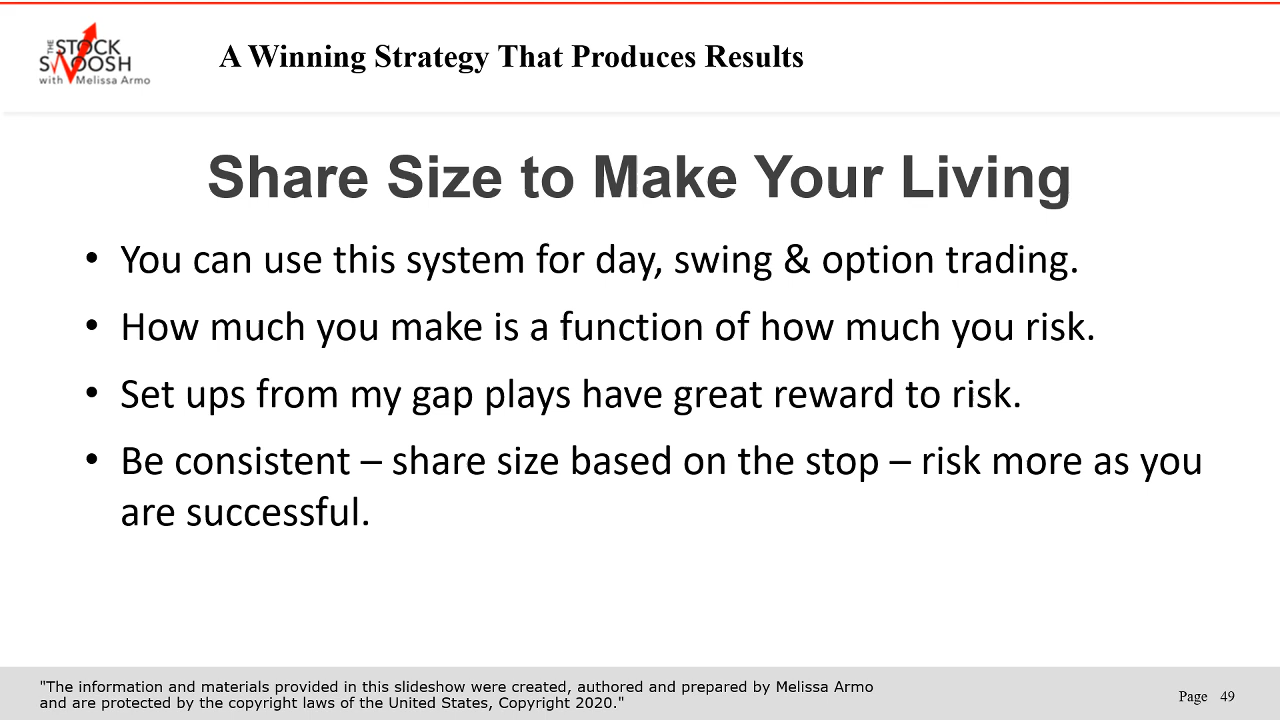 THE STOCK
SWOOSH
with Melissa Armo
A Winning Strategy That Produces Results
Share Size to Make Your Living
• You can use this system for day, swing & option trading.
• How much you make is a function of how much you risk.
• Set ups from my gap plays have great reward to risk.
• Be consistent – share size based on the stop – risk more as you
are successful.
"The information and materials provided in this slideshow were created, authored and prepared by Melissa Armo
and are protected by the copyright laws of the United States, Copyright 2020."
Page 49